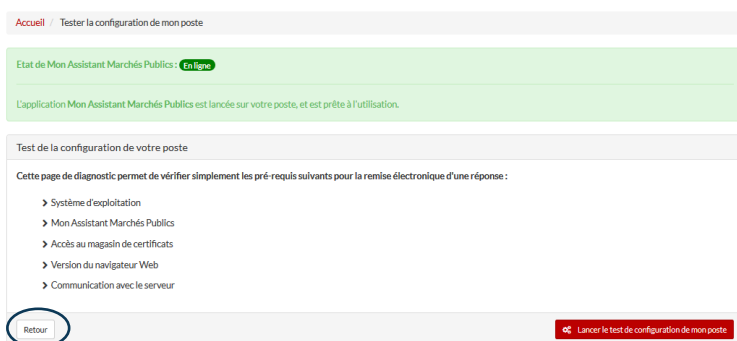 Accueil / Tester la configuration de mon poste
Etat de Mon Assistant Marchés Publics : En ligne
L'application Mon Assistant Marchés Publics est lancée sur votre poste, et est prête à l'utilisation.
Test de la configuration de votre poste
Cette page de diagnostic permet de vérifier simplement les pré-requis suivants pour la remise électronique d'une réponse :
Système d'exploitation
Mon Assistant Marchés Publics
Accès au magasin de certificats
Version du navigateur Web
Communication avec le serveur
Retour Lancer le test de configuration de mon poste